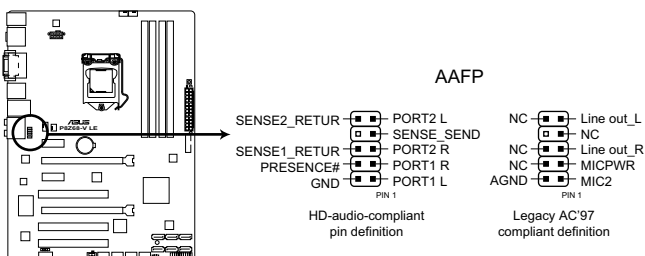 AAFP
/SUS
P8Z68-V LE
SENSE2_RETUR
PORT2 L
SENSE_SEND
SENSE1_RETUR
PORT2 R
PRESENCE#
PORT1 R
GND
PORT1 L
PIN 1
HD-audio-compliant
pin definition
NC
Line out_L
NC
NC
Line out_R
NC
MICPWR
AGND
MIC2
PIN 1
Legacy AC'97
compliant definition